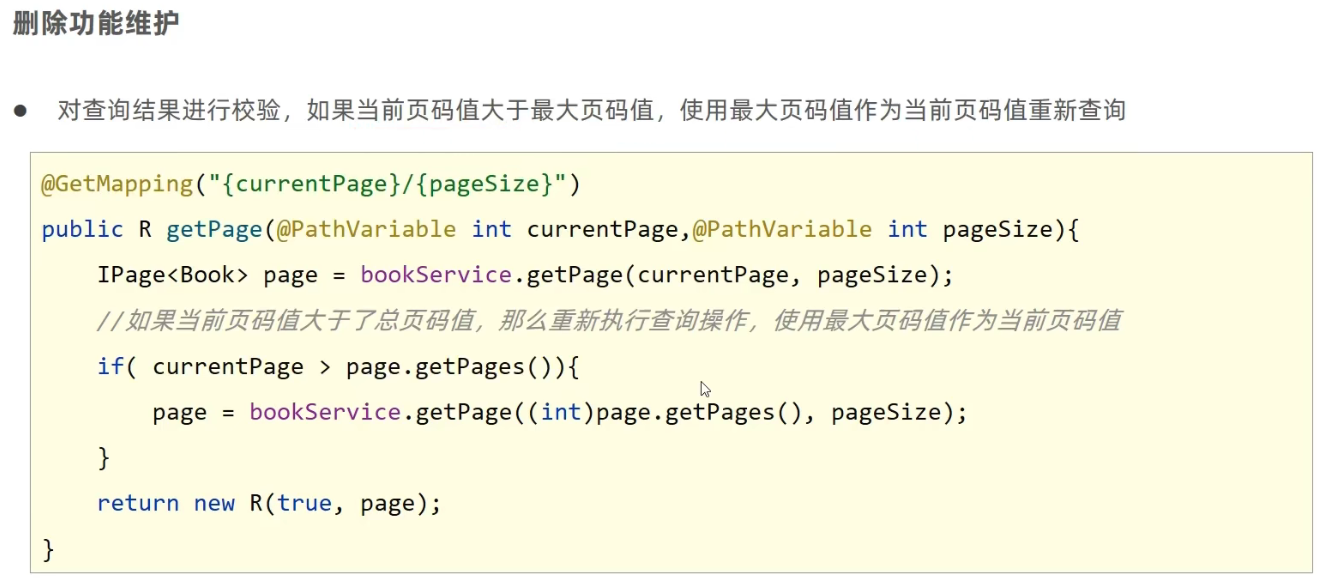 删除功能维护
● 对查询结果进行校验，如果当前页码值大于最大页码值，使用最大页码值作为当前页码值重新查询
@GetMapping("{currentPage}/{pageSize}")
public R getPage(@PathVariable int currentPage,@PathVariable int pageSize){
    IPage<Book> page = bookService.getPage(currentPage, pageSize);
    //如果当前页码值大于了总页码值，那么重新执行查询操作，使用最大页码值作为当前页码值
    if( currentPage > page.getPages()){
        page = bookService.getPage((int)page.getPages(), pageSize);
    }
    return new R(true, page);
}